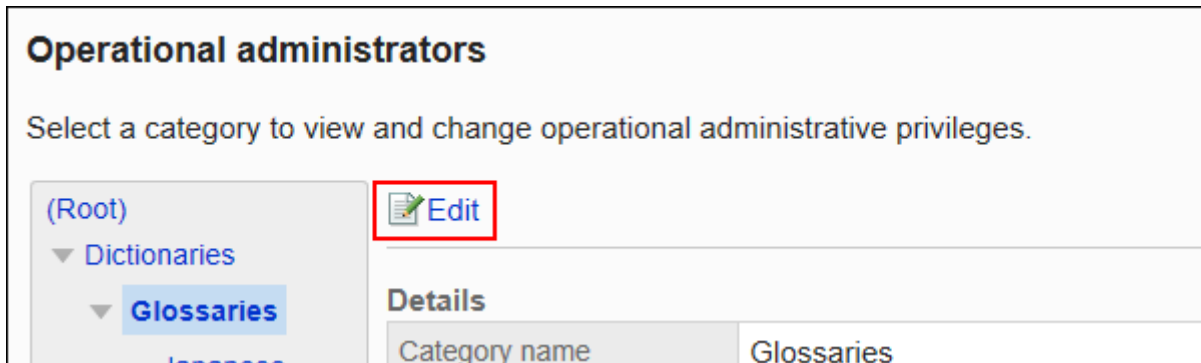 Operational administrators
Select a category to view and change operational administrative privileges.
(Root)
Edit
Dictionaries
Glossaries
Details
Category name Glossaries
Japanese